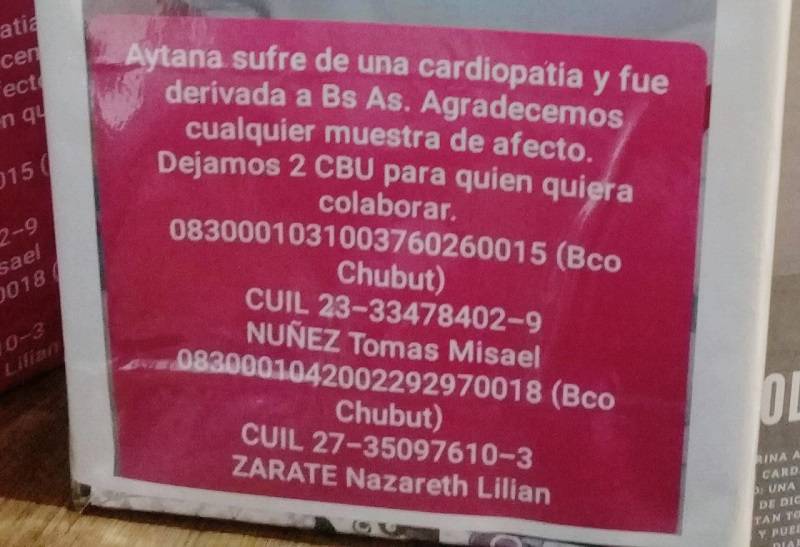 Aytana sufre de una cardiopatia y fue
derivada a Bs As. Agradecemos
cualquier muestra de afecto.
Dejamos 2 CBU para quien quiera
colaborar.
0830001031003760260015 (Bco
Chubut)
CUIL 23-33478402-9
NUÑEZ Tomas Misael
0830001042002292970018 (Bco
Chubut)
CUIL 27-35097610-3
ZARATE Nazareth Lilian